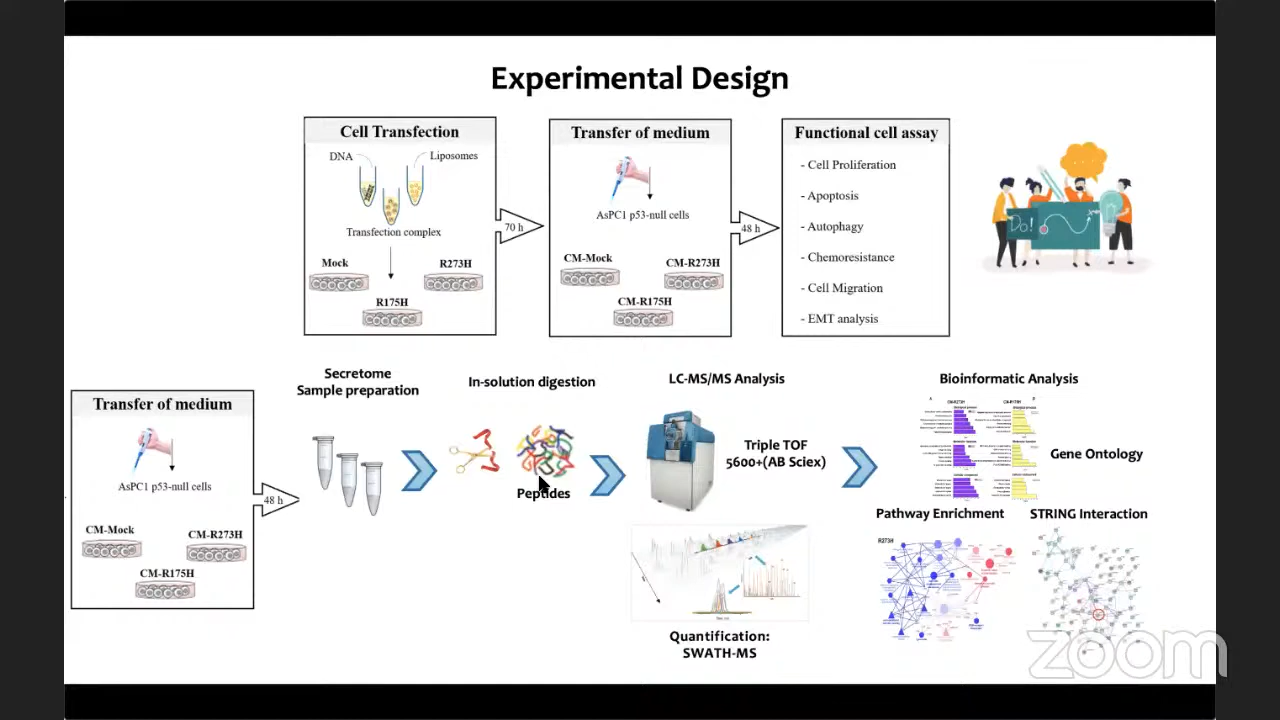 Experimental Design
Cell Transfection
DNA
Liposomes
Transfection complex
Mock
R273H
R175H
70 h
Transfer of medium
AsPC1 p53-null cells
CM-Mock
CM-R273H
CM-R175H
48 h
Functional cell assay
- Cell Proliferation
- Apoptosis
- Autophagy
- Chemoresistance
- Cell Migration
- EMT analysis
Do!
Transfer of medium
AsPC1 p53-null cells
CM-Mock
CM-R273H
CM-R175H
48 h
Secretome
Sample preparation
In-solution digestion
Peptides
LC-MS/MS Analysis
Triple TOF
5600+(AB Sciex)
Quantification:
SWATH-MS
Bioinformatic Analysis
Gene Ontology
Pathway Enrichment
STRING Interaction
R273H
zoom